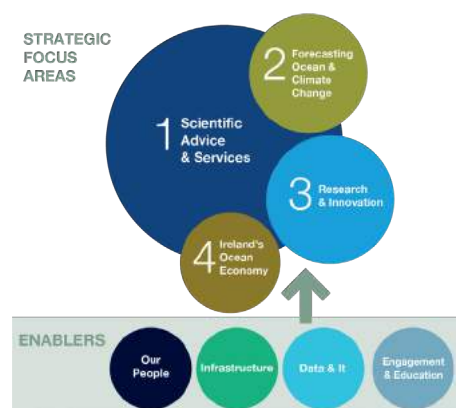 STRATEGIC
FOCUS
AREAS
1 Scientific
Advice
& Services
2 Forecasting
Ocean &
Climate
Change
3 Research
& Innovation
4 Ireland's
Ocean
Economy
ENABLERS
Our
People
Infrastructure
Data & It
Engagement
& Education